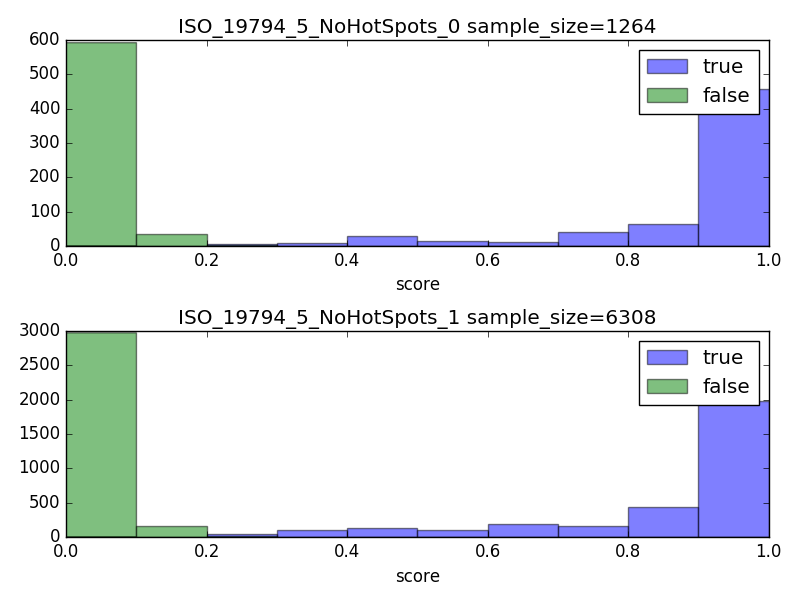 ISO_19794_5_NoHotSpots_0 sample_size=1264
600
500
400
300
200
100
0
true
false
0.0 0.2 0.4 0.6 0.8 1.0
score
ISO_19794_5_NoHotSpots_1 sample_size=6308
3000
2500
2000
1500
1000
500
0
true
false
0.0 0.2 0.4 0.6 0.8 1.0
score